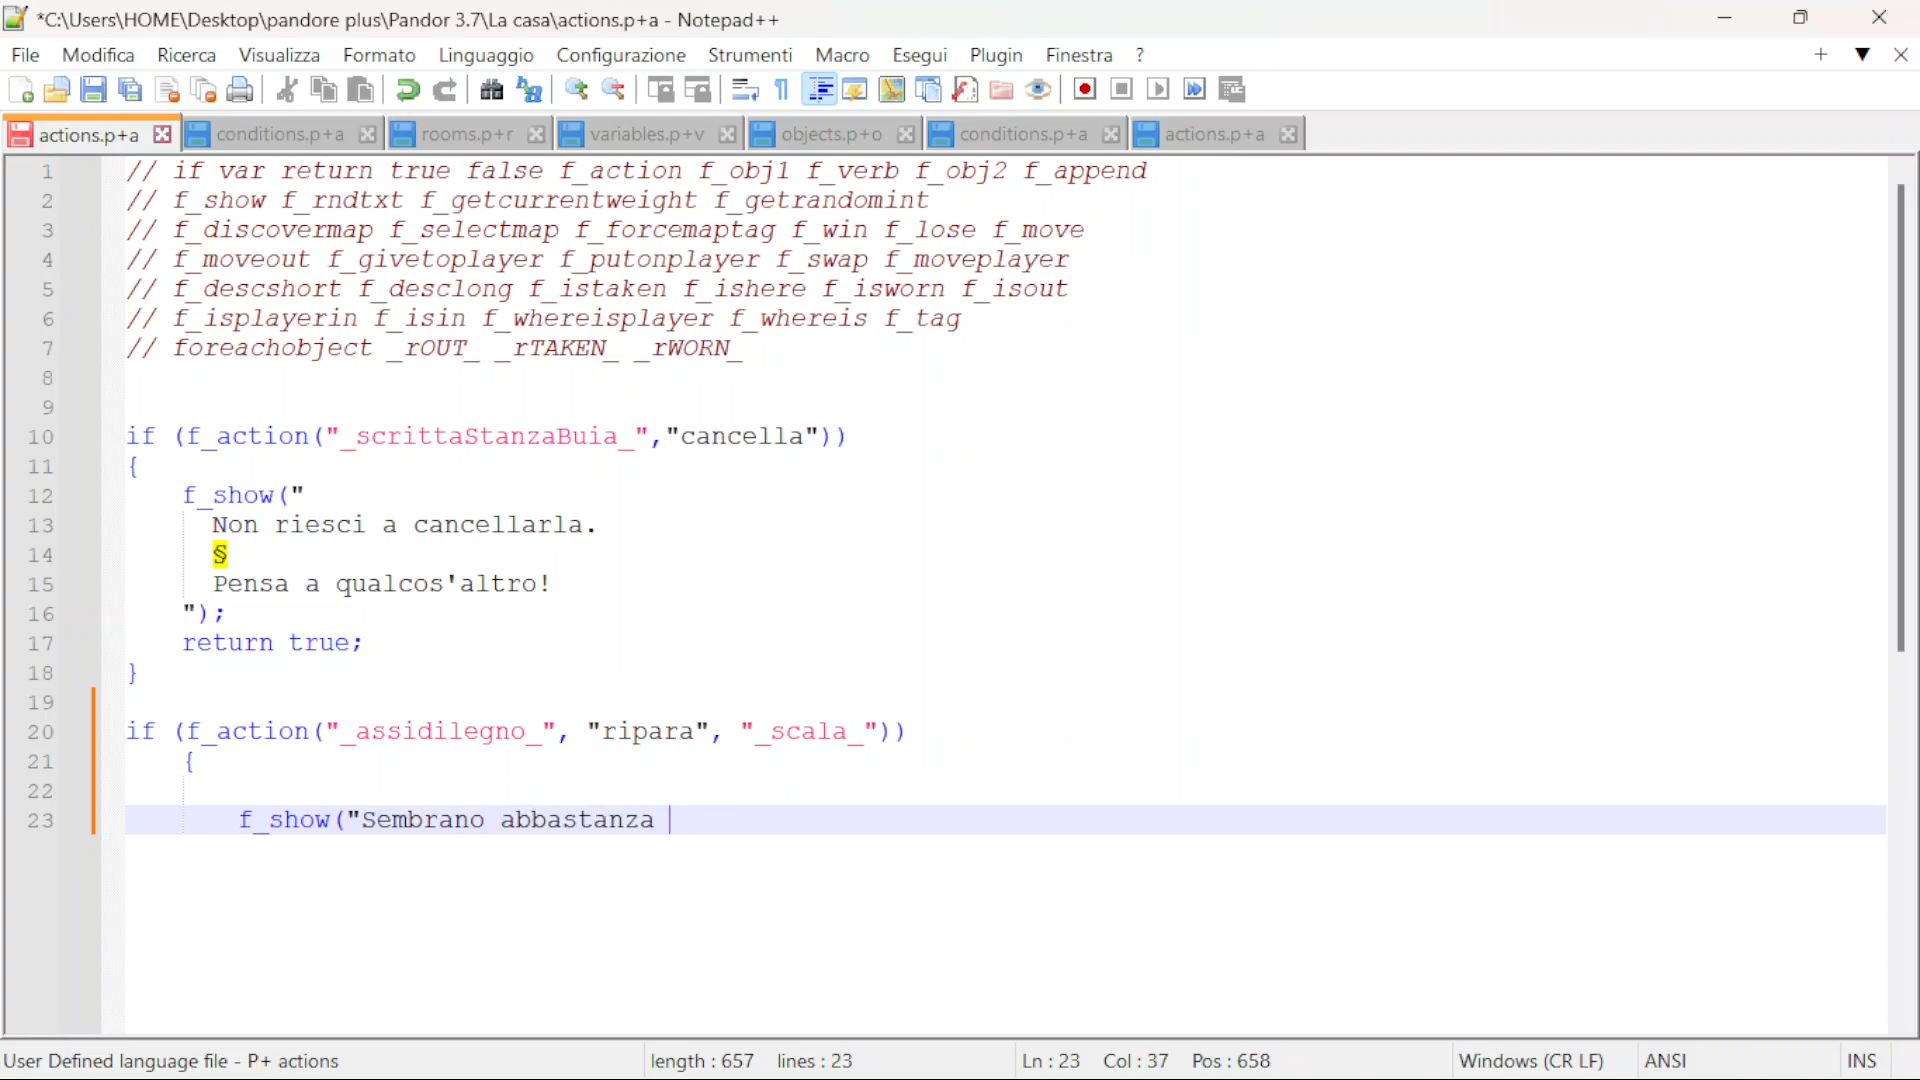 *C:\Users\HOME\Desktop\pandore plus\Pandor 3.7\La casa\actions.p+a - Notepad++
File Modifica Ricerca Visualizza Formato Linguaggio Configurazione Strumenti Macro Esegui Plugin Finestra ?
actions.p+a conditions.p+a rooms.p+r variables.p+v objects.p+o conditions.p+a actions.p+a
1 // if var return true false f_action f_obj1 f_verb f_obj2 f_append
2 // f_show f_rndtxt f_getcurrentweight f_getrandomint
3 // f_discovermap f_selectmap f_forcemaptag f_win f_lose f_move
4 // f_moveout f_givetoplayer f_putonplayer f_swap f_moveplayer
5 // f_descshort f_desclong f_istaken f_ishere f_isworn f_isout
6 // f_isplayerin f_isin f_whereisplayer f_whereis f_tag
7 // foreachobject _rOUT_ _rTAKEN_ _rWORN_
8
9
10 if (f_action("_scrittaStanzaBuia_","cancella"))
11 {
12 f_show("
13 Non riesci a cancellarla.
14 §
15 Pensa a qualcos'altro!
16 ");
17 return true;
18 }
19
20 if (f_action("_assidilegno_", "ripara", "_scala_"))
21 {
22
23 f_show("Sembrano abbastanza
User Defined language file - P+ actions length : 657 lines : 23 Ln : 23 Col : 37 Pos : 658 Windows (CR LF) ANSI INS